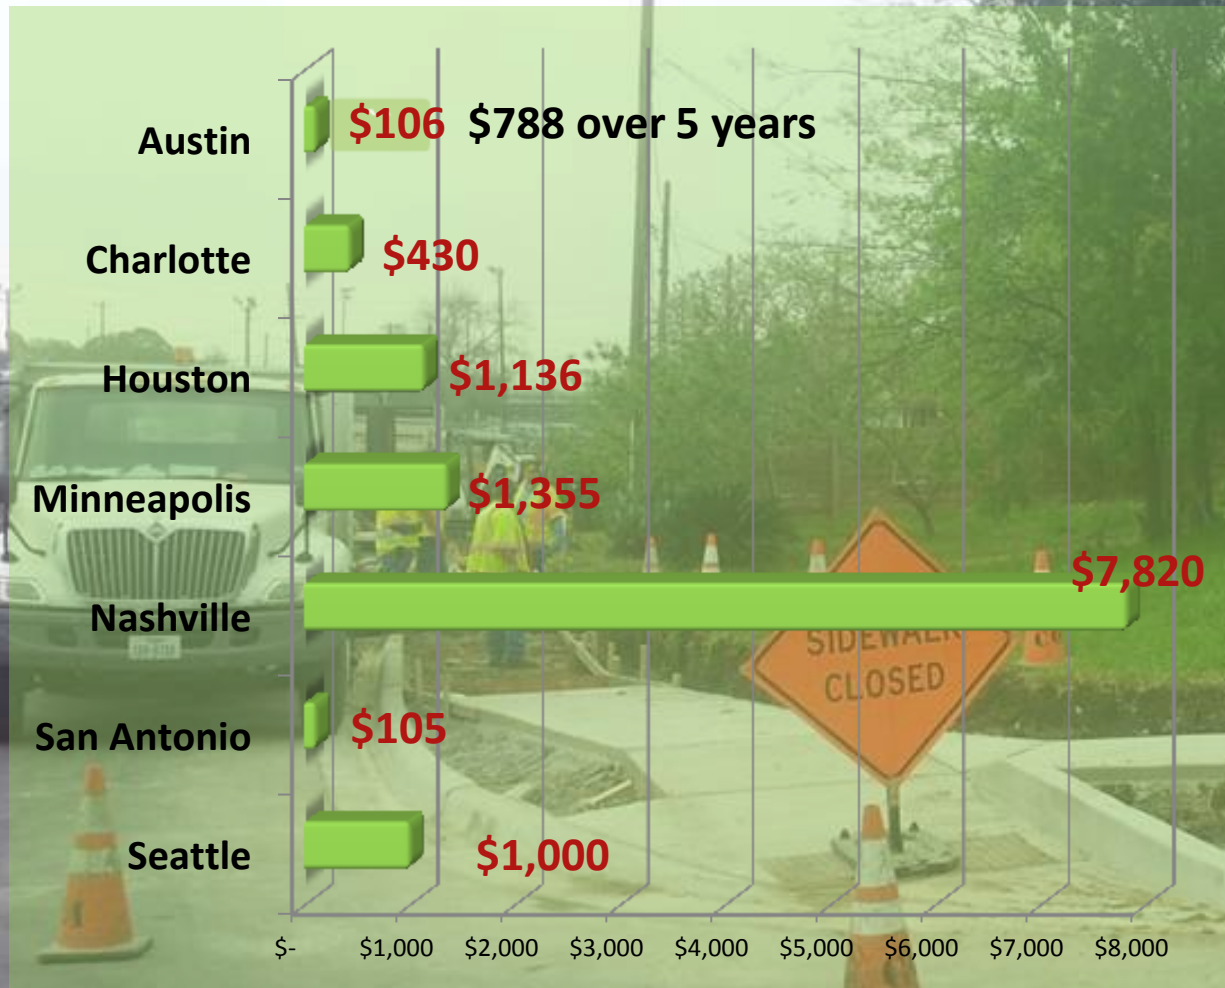 Austin $106 $788 over 5 years
Charlotte $430
Houston $1,136
Minneapolis $1,355
$7,820
Nashville
SIDEWALK
CLOSED
San Antonio $105
Seattle $1,000
$- $1,000 $2,000 $3,000 $4,000 $5,000 $6,000 $7,000 $8,000